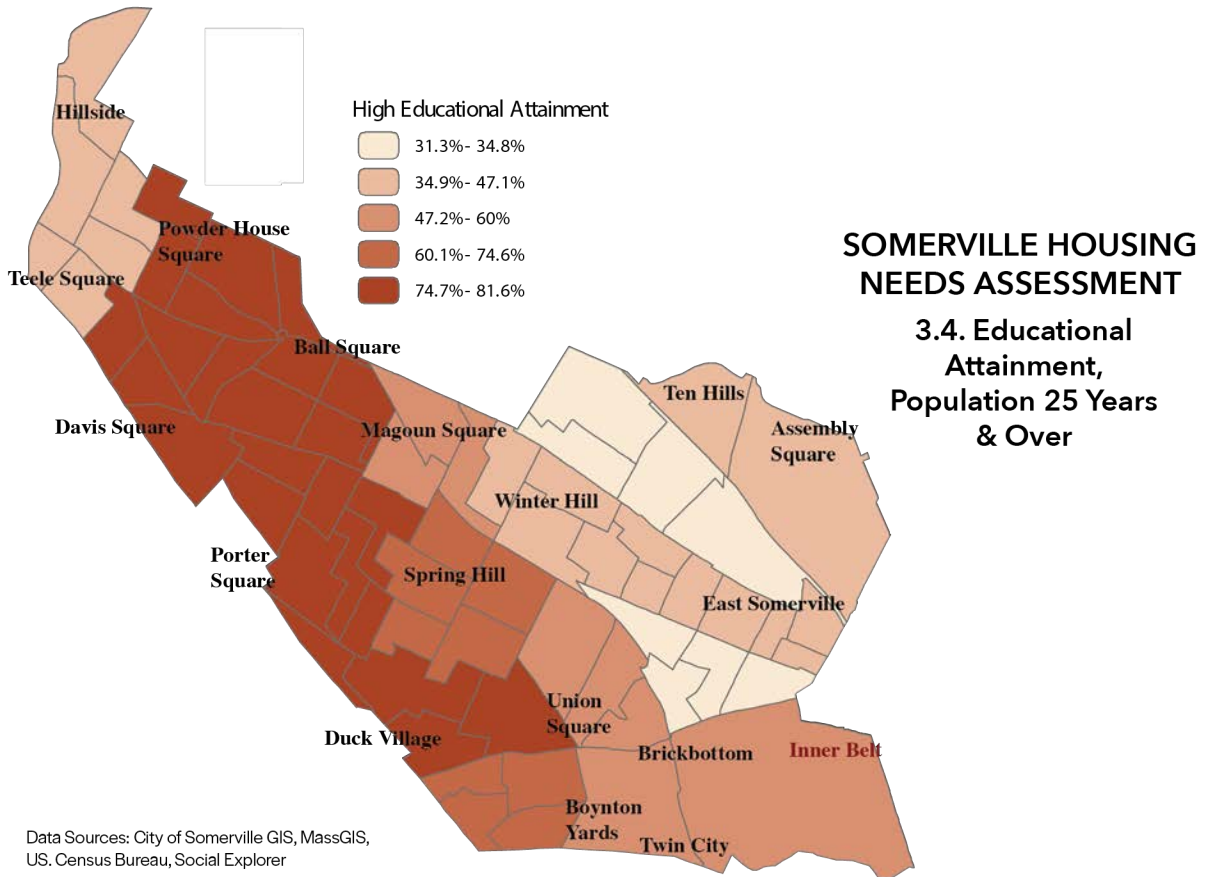 High Educational Attainment
31.3%- 34.8%
34.9%- 47.1%
47.2%- 60%
60.1%- 74.6%
74.7%- 81.6%
SOMERVILLE HOUSING
NEEDS ASSESSMENT
3.4. Educational
Attainment,
Population 25 Years
& Over
Hillside
Powder House
Square
Teele Square
Ball Square
Davis Square
Magoun Square
Ten Hills
Assembly
Square
Winter Hill
Porter
Square
Spring Hill
East Somerville
Union
Square
Duck Village
Brickbottom
Inner Belt
Boynton
Yards
Twin City
Data Sources: City of Somerville GIS, MassGIS,
US. Census Bureau, Social Explorer